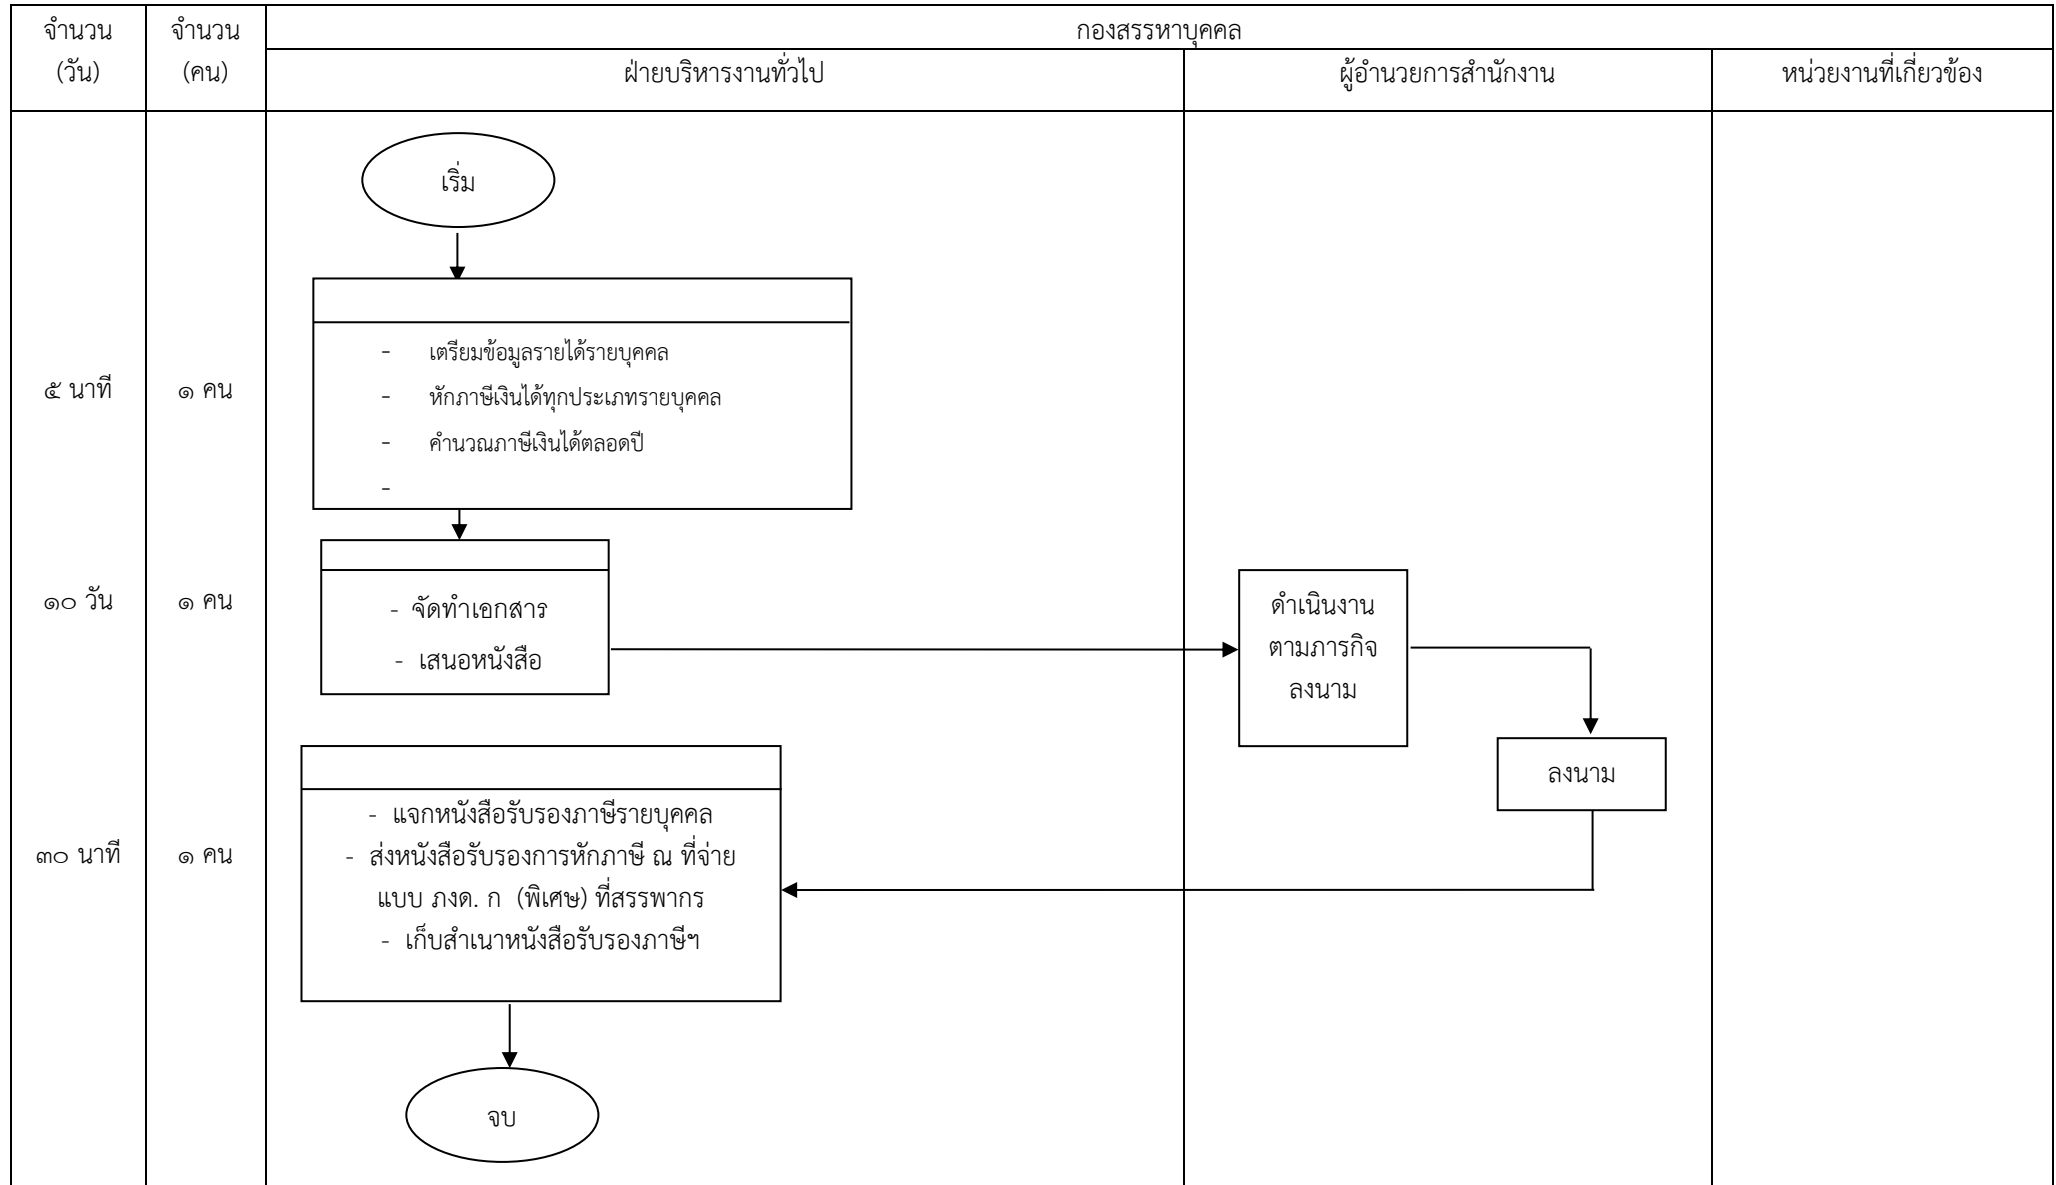 จำนวน
(วัน)
จำนวน
(คน)
กองสรรหาบุคคล
ฝ่ายบริหารงานทั่วไป
ผู้อำนวยการสำนักงาน
หน่วยงานที่เกี่ยวข้อง
เริ่ม
๕ นาที
๑ คน
- เตรียมข้อมูลรายได้รายบุคคล
- หักภาษีเงินได้ทุกประเภทรายบุคคล
- คำนวณภาษีเงินได้ตลอดปี
-
๑๐ วัน
๑ คน
- จัดทำเอกสาร
- เสนอหนังสือ
ดำเนินงาน
ตามภารกิจ
ลงนาม
ลงนาม
๓๐ นาที
๑ คน
- แจกหนังสือรับรองภาษีรายบุคคล
- ส่งหนังสือรับรองการหักภาษี ณ ที่จ่าย
แบบ ภงด. ก (พิเศษ) ที่สรรพากร
- เก็บสำเนาหนังสือรับรองภาษีฯ
จบ